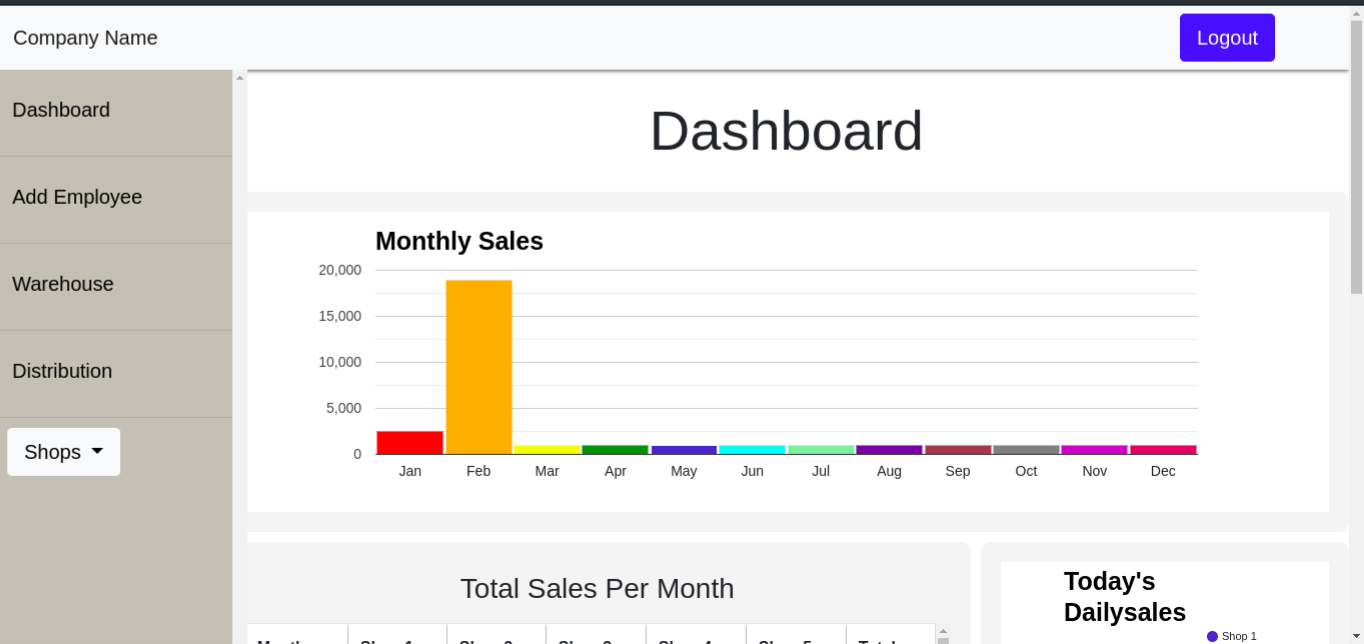 Company Name
Logout
Dashboard
Add Employee
Warehouse
Distribution
Shops
Dashboard
Monthly Sales
20,000
15,000
10,000
5,000
0
Jan Feb Mar Apr May Jun Jul Aug Sep Oct Nov Dec
Total Sales Per Month
Today's
Dailysales
Shop 1